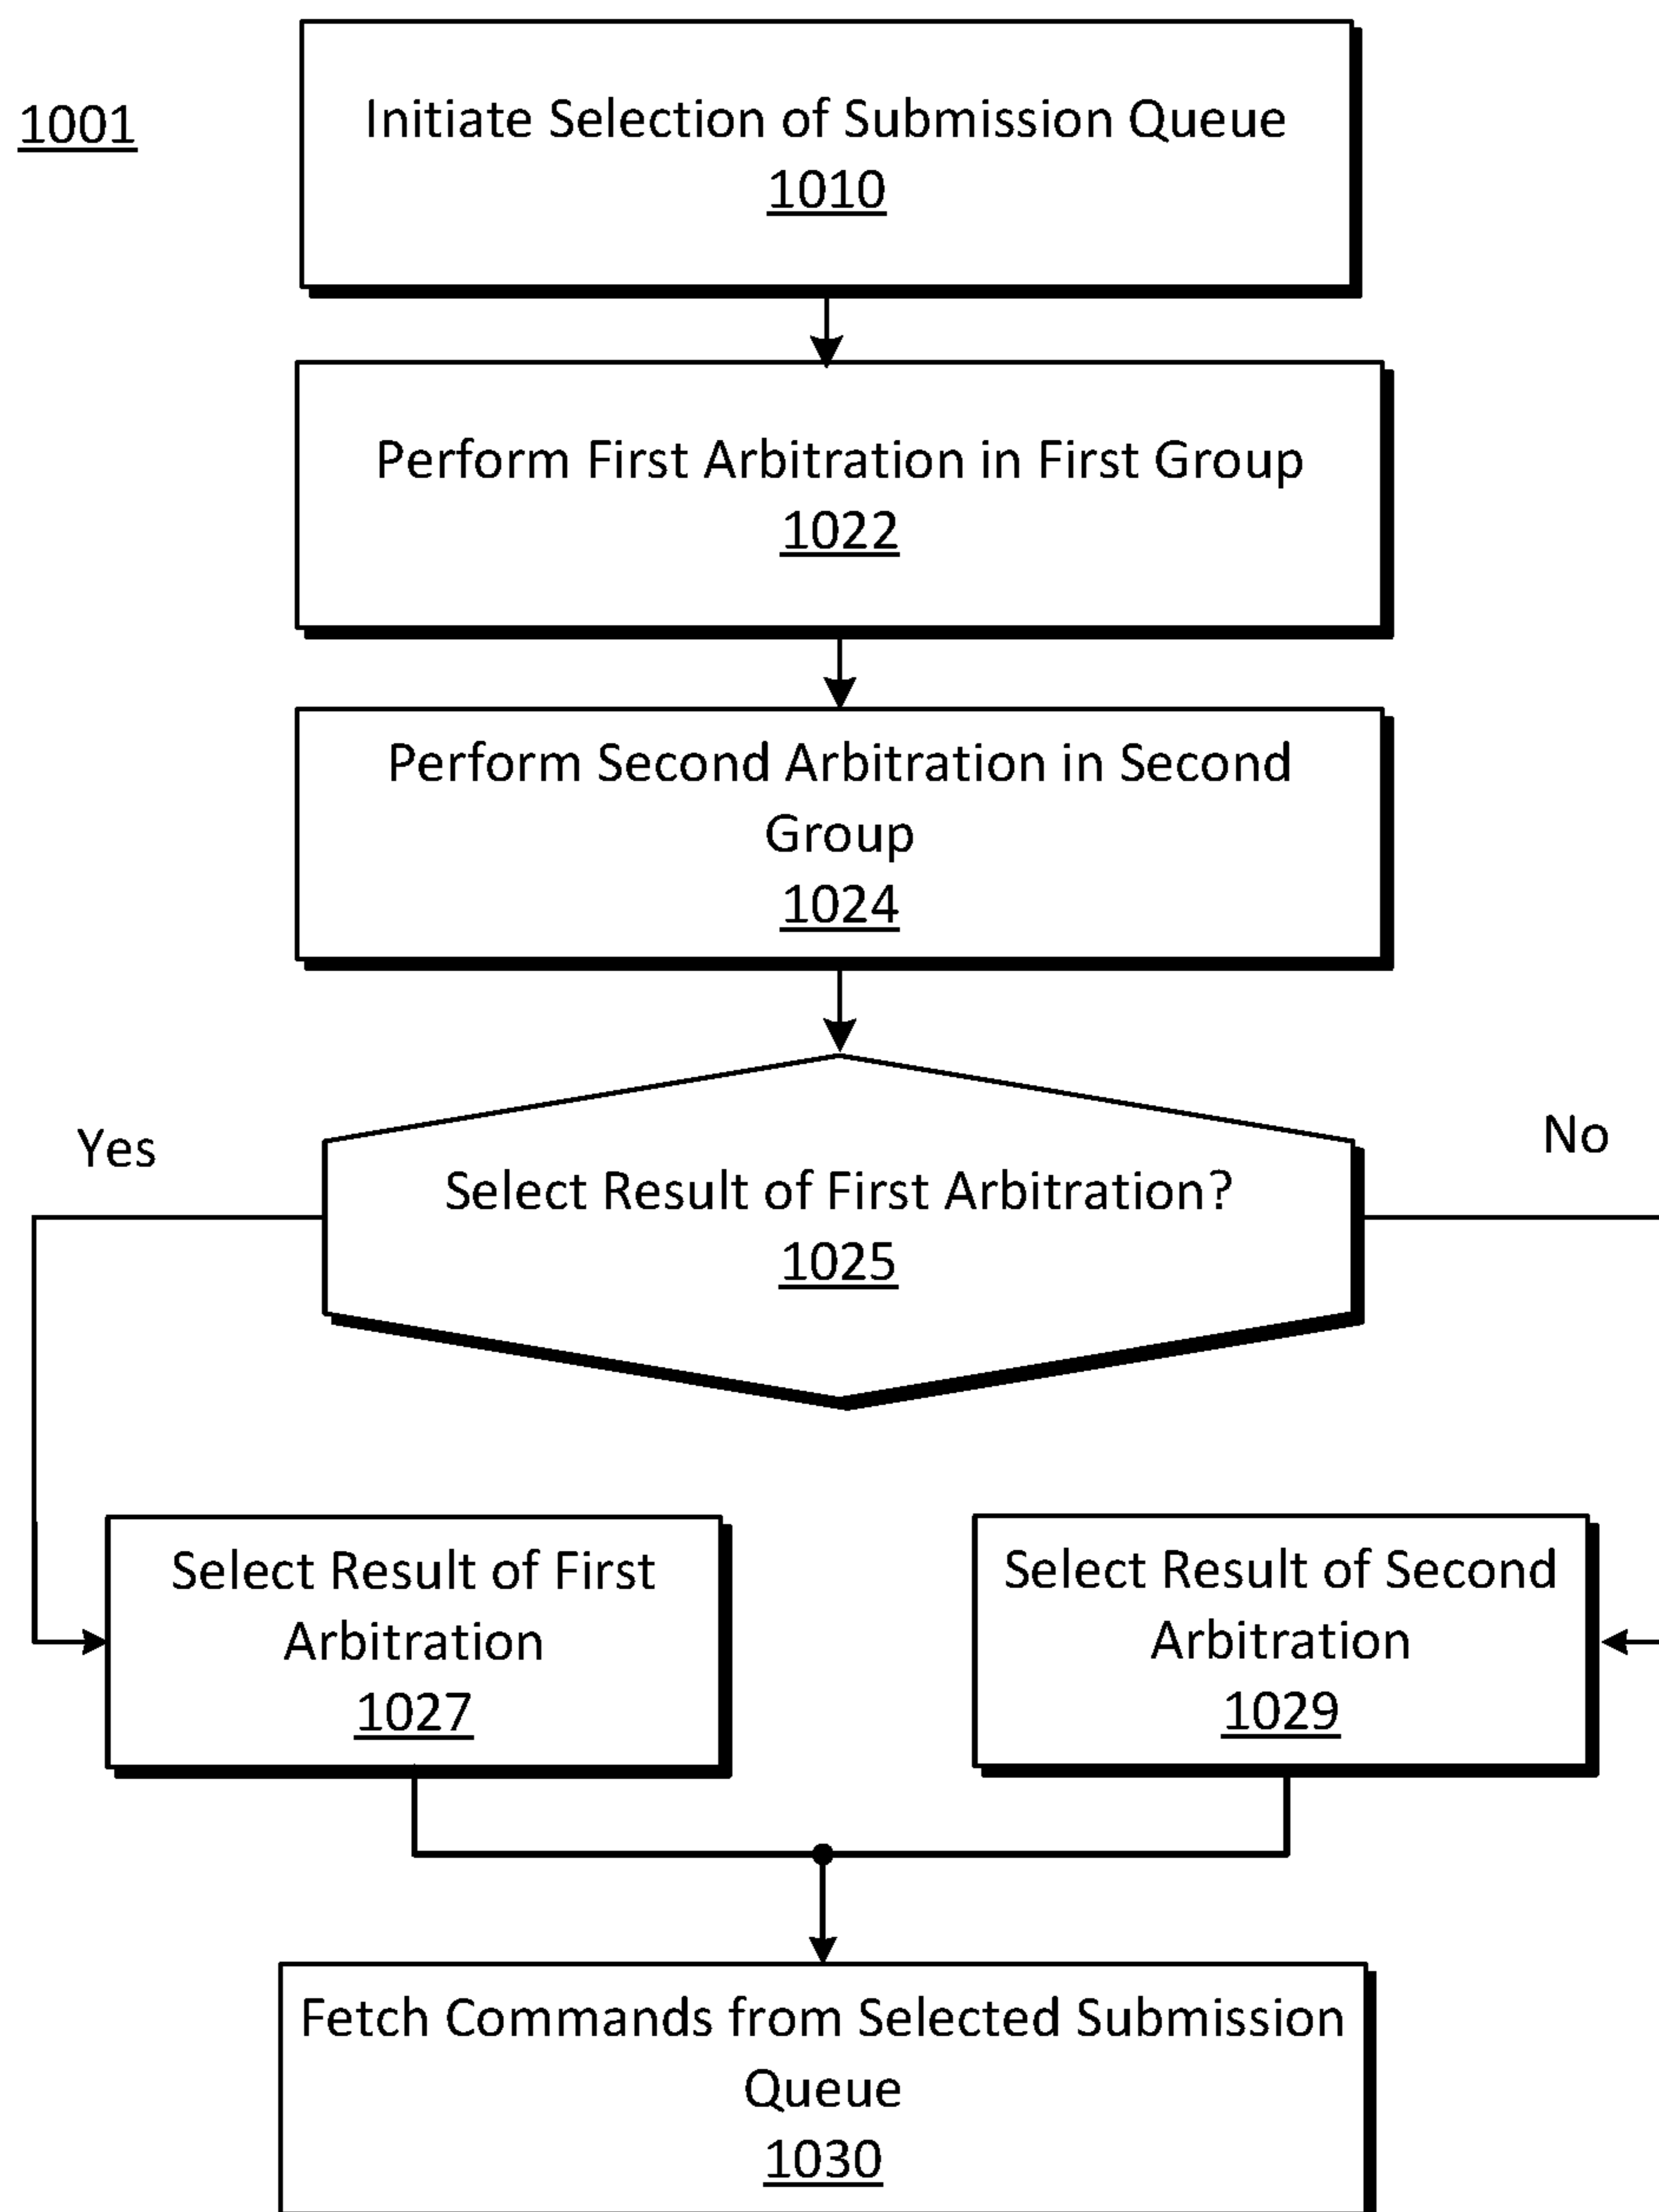 1001
Initiate Selection of Submission Queue
1010
Perform First Arbitration in First Group
1022
Perform Second Arbitration in Second
Group
1024
Yes
No
Select Result of First Arbitration?
1025
Select Result of First
Arbitration
1027
Select Result of Second
Arbitration
1029
Fetch Commands from Selected Submission
Queue
1030